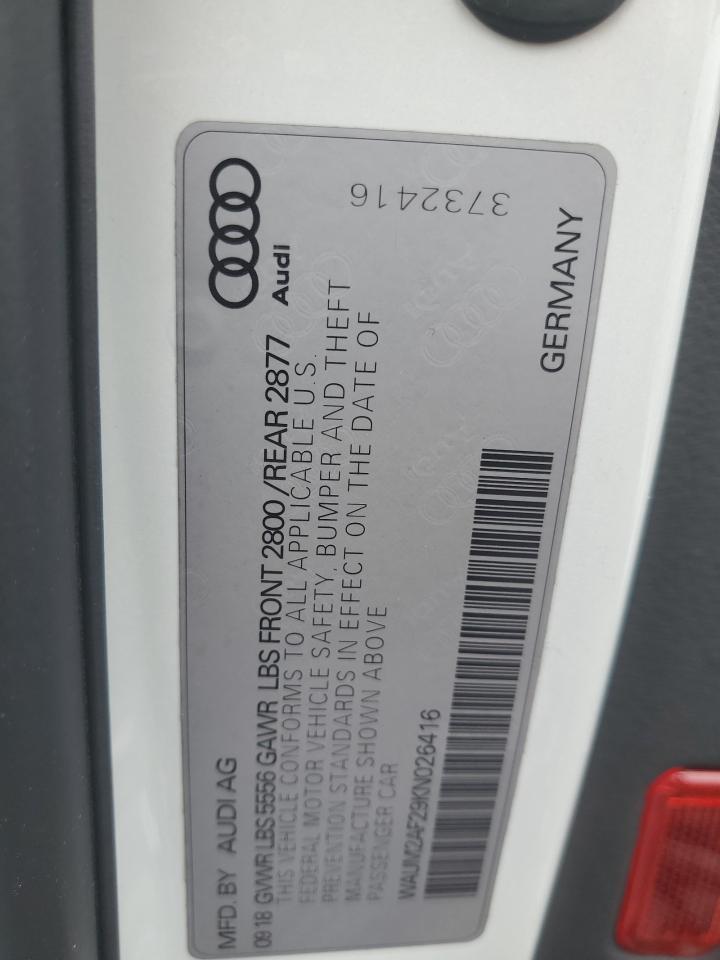 MFD. BY AUDI AG
Audi
09 18 GVWR LBS 5556 GAWR LBS FRONT 2800/REAR 2877
THIS VEHICLE CONFORMS TO ALL APPLICABLE U.S.
FEDERAL MOTOR VEHICLE SAFETY, BUMPER AND THEFT
PREVENTION STANDARDS IN EFFECT ON THE DATE OF
MANUFACTURE SHOWN ABOVE
PASSENGER CAR
WAUM2AF29KN026416
3732416
GERMANY